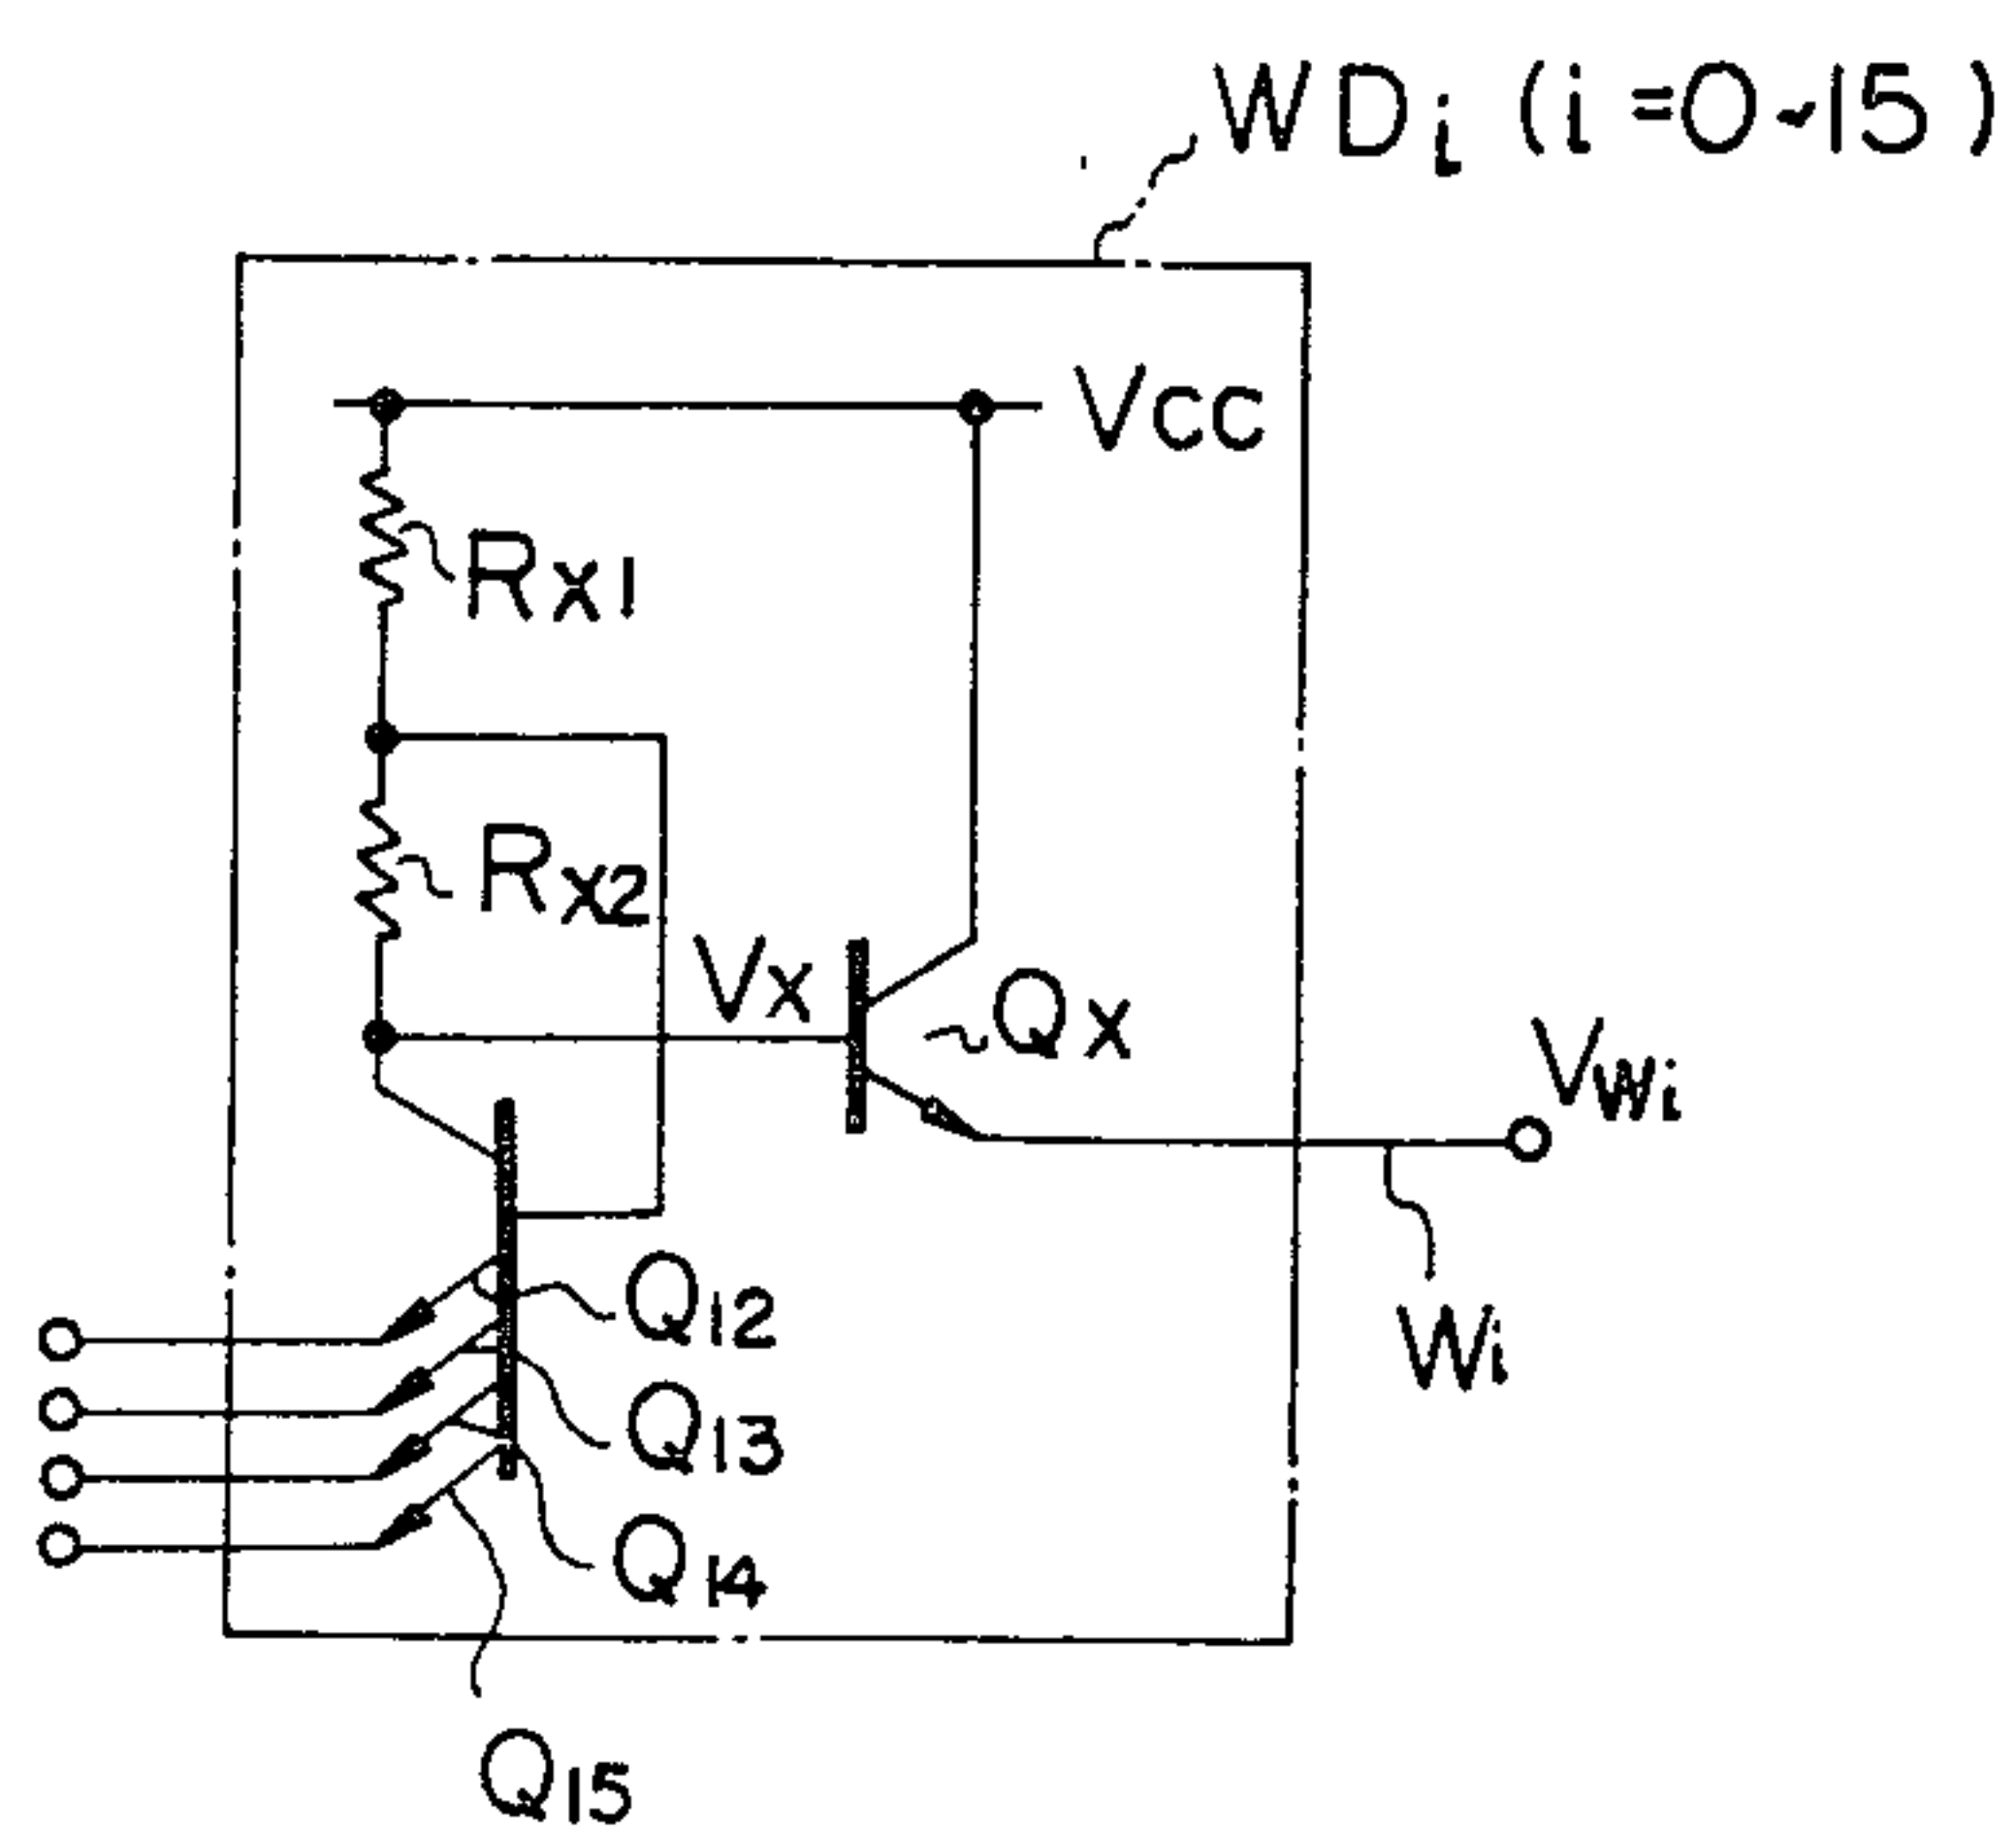 WDi (i=0~15)
Vcc
Rx1
Rx2
Vx
Qx
VWi
Wi
Q12
Q13
Q14
Q15